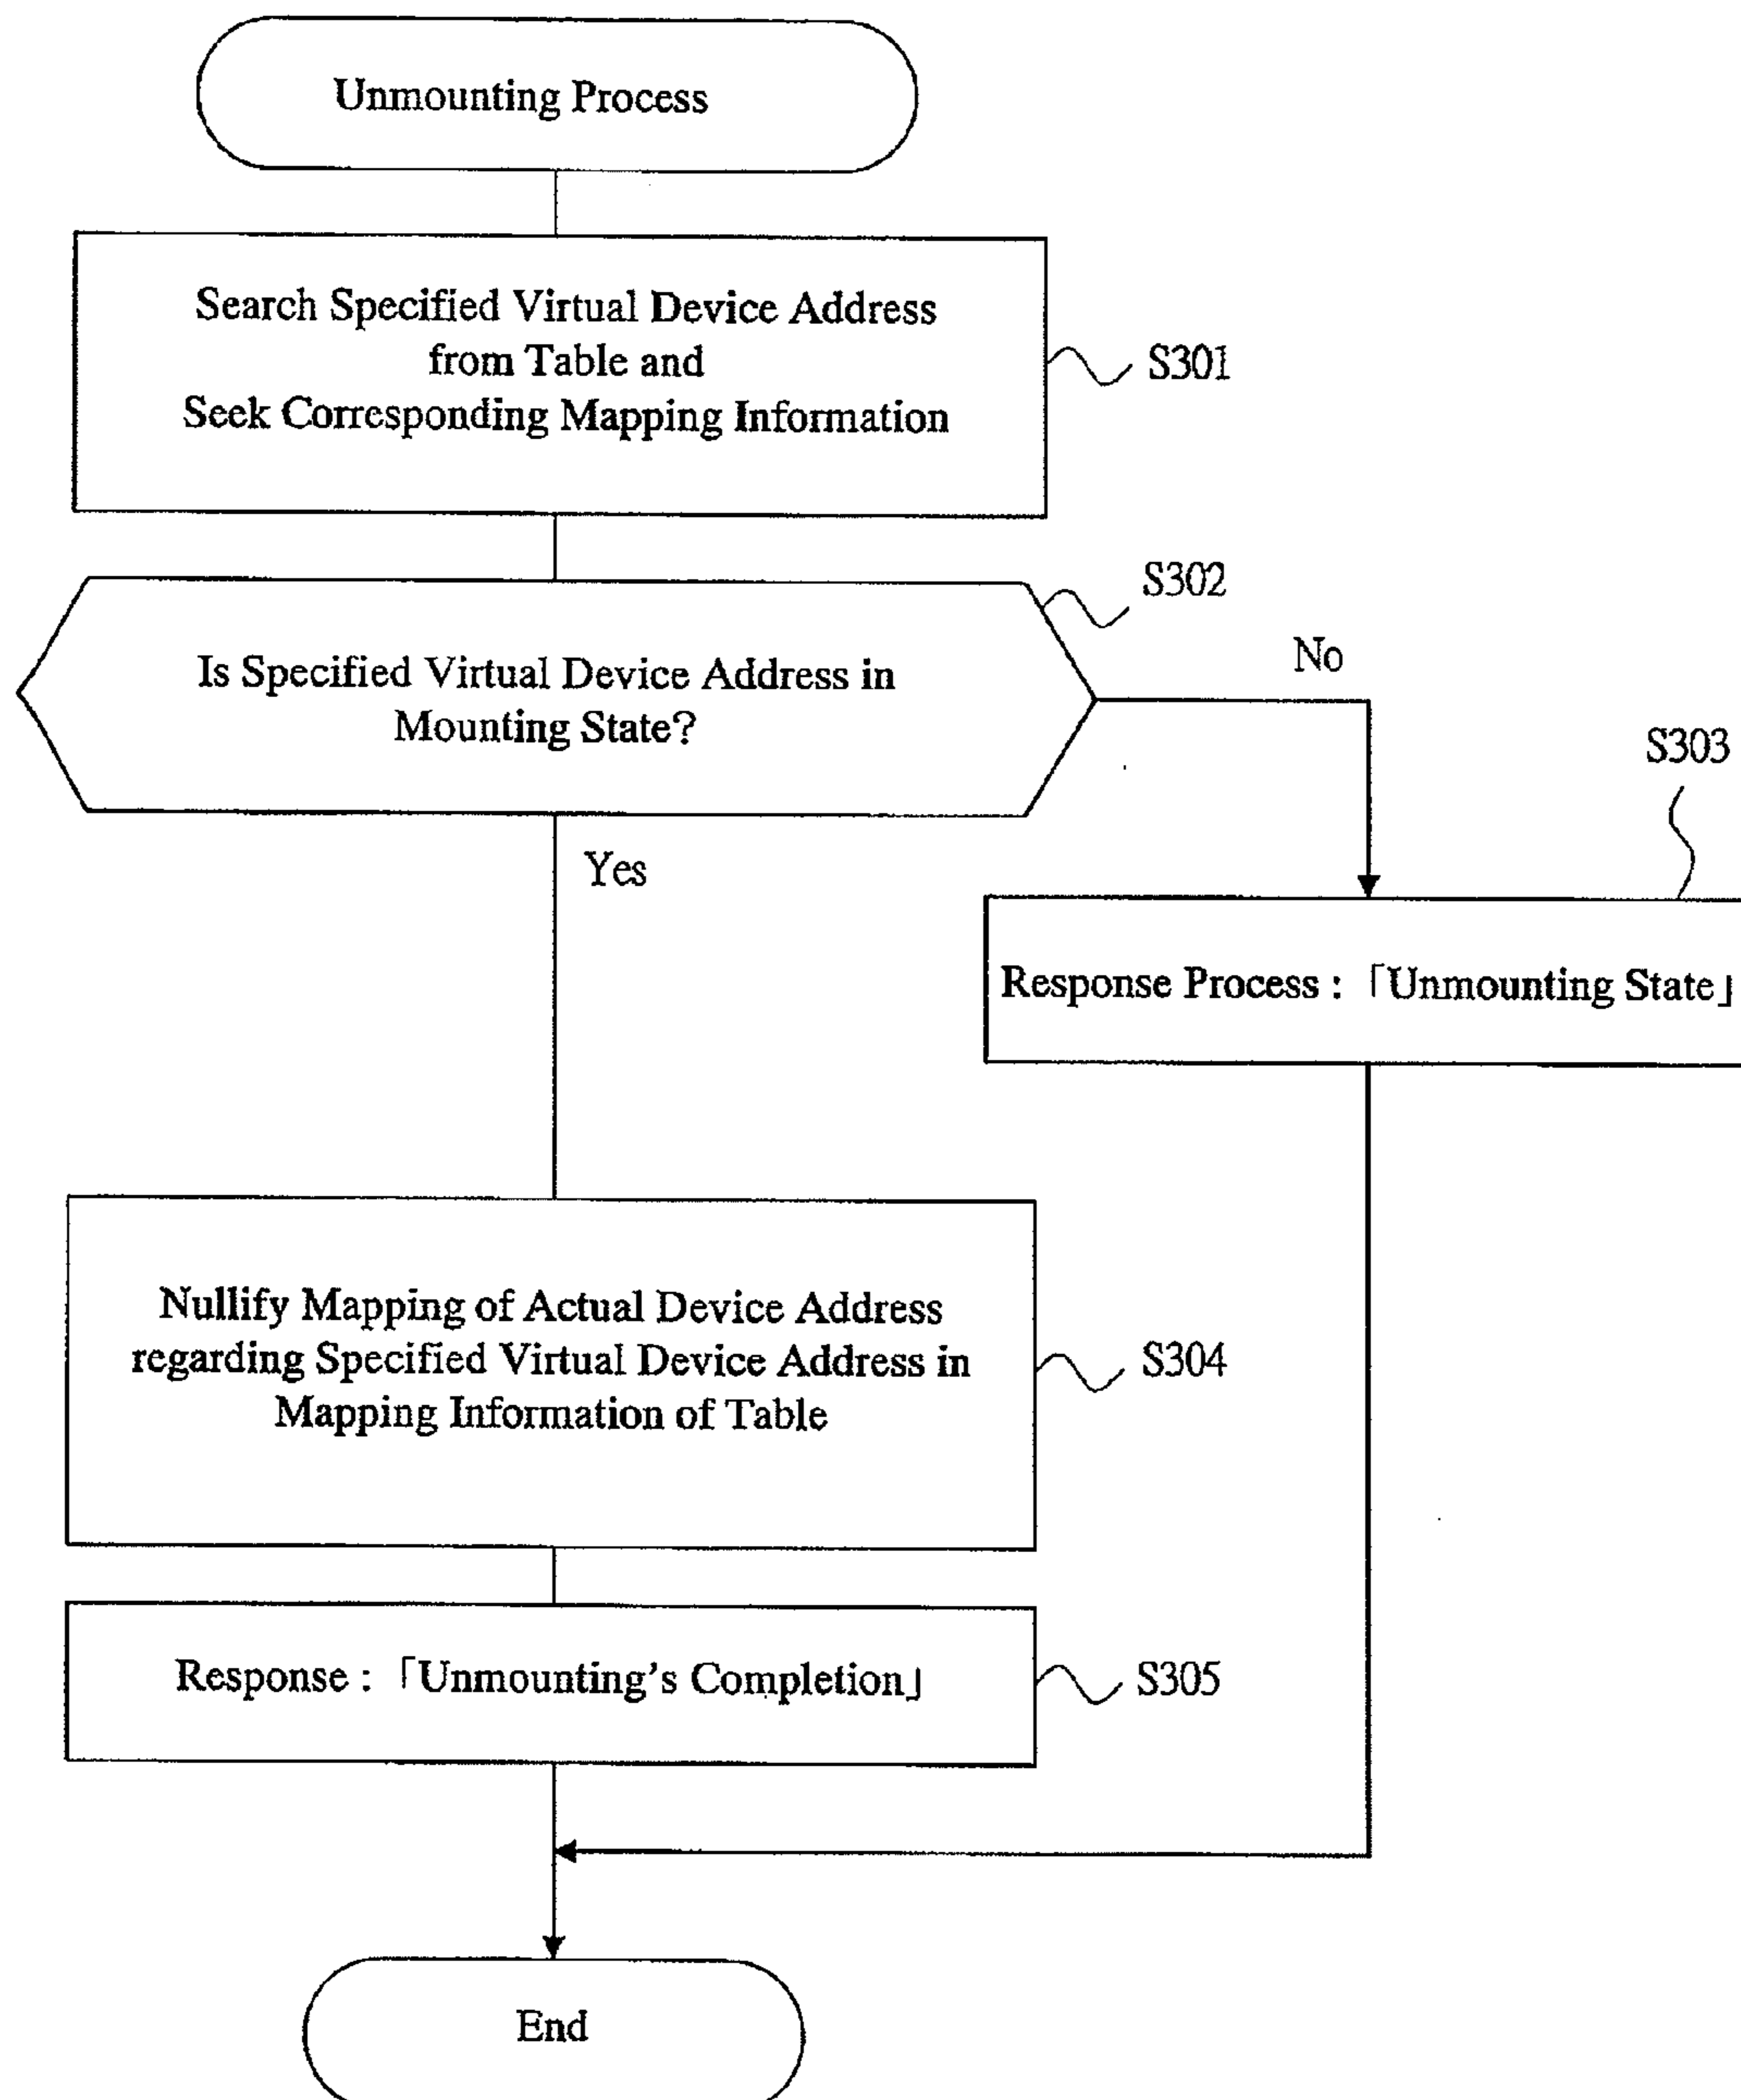 Unmounting Process
Search Specified Virtual Device Address
from Table and
Seek Corresponding Mapping Information
S301
S302
Is Specified Virtual Device Address in
Mounting State?
No
Yes
S303
Response Process : 「Unmounting State」
Nullify Mapping of Actual Device Address
regarding Specified Virtual Device Address in
Mapping Information of Table
S304
Response : 「Unmounting's Completion」
S305
End